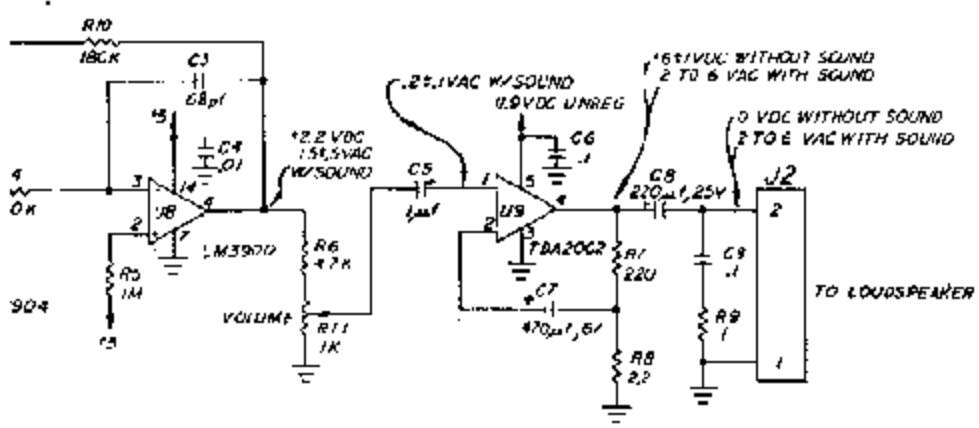 R10
180K
C3
68pf
+5
C4
.01
4
0K
3
14
U8
4
2
7
LM3900
R5
1M
+5
904
+2.2 VDC
W/SOUND
R6
4.7K
VOLUME
R11
1K
C5
1µf
.2±.1VAC W/SOUND
11.9VDC UNREG
C6
.1
1
5
U9
4
2
3
TDA2002
C7
470µf,6V
+6±1VDC WITHOUT SOUND
2 TO 6 VAC WITH SOUND
0 VDC WITHOUT SOUND
2 TO 6 VAC WITH SOUND
C8
220µf,25V
R7
220
R8
2.2
C9
.1
R9
1
J2
2
1
TO LOUDSPEAKER